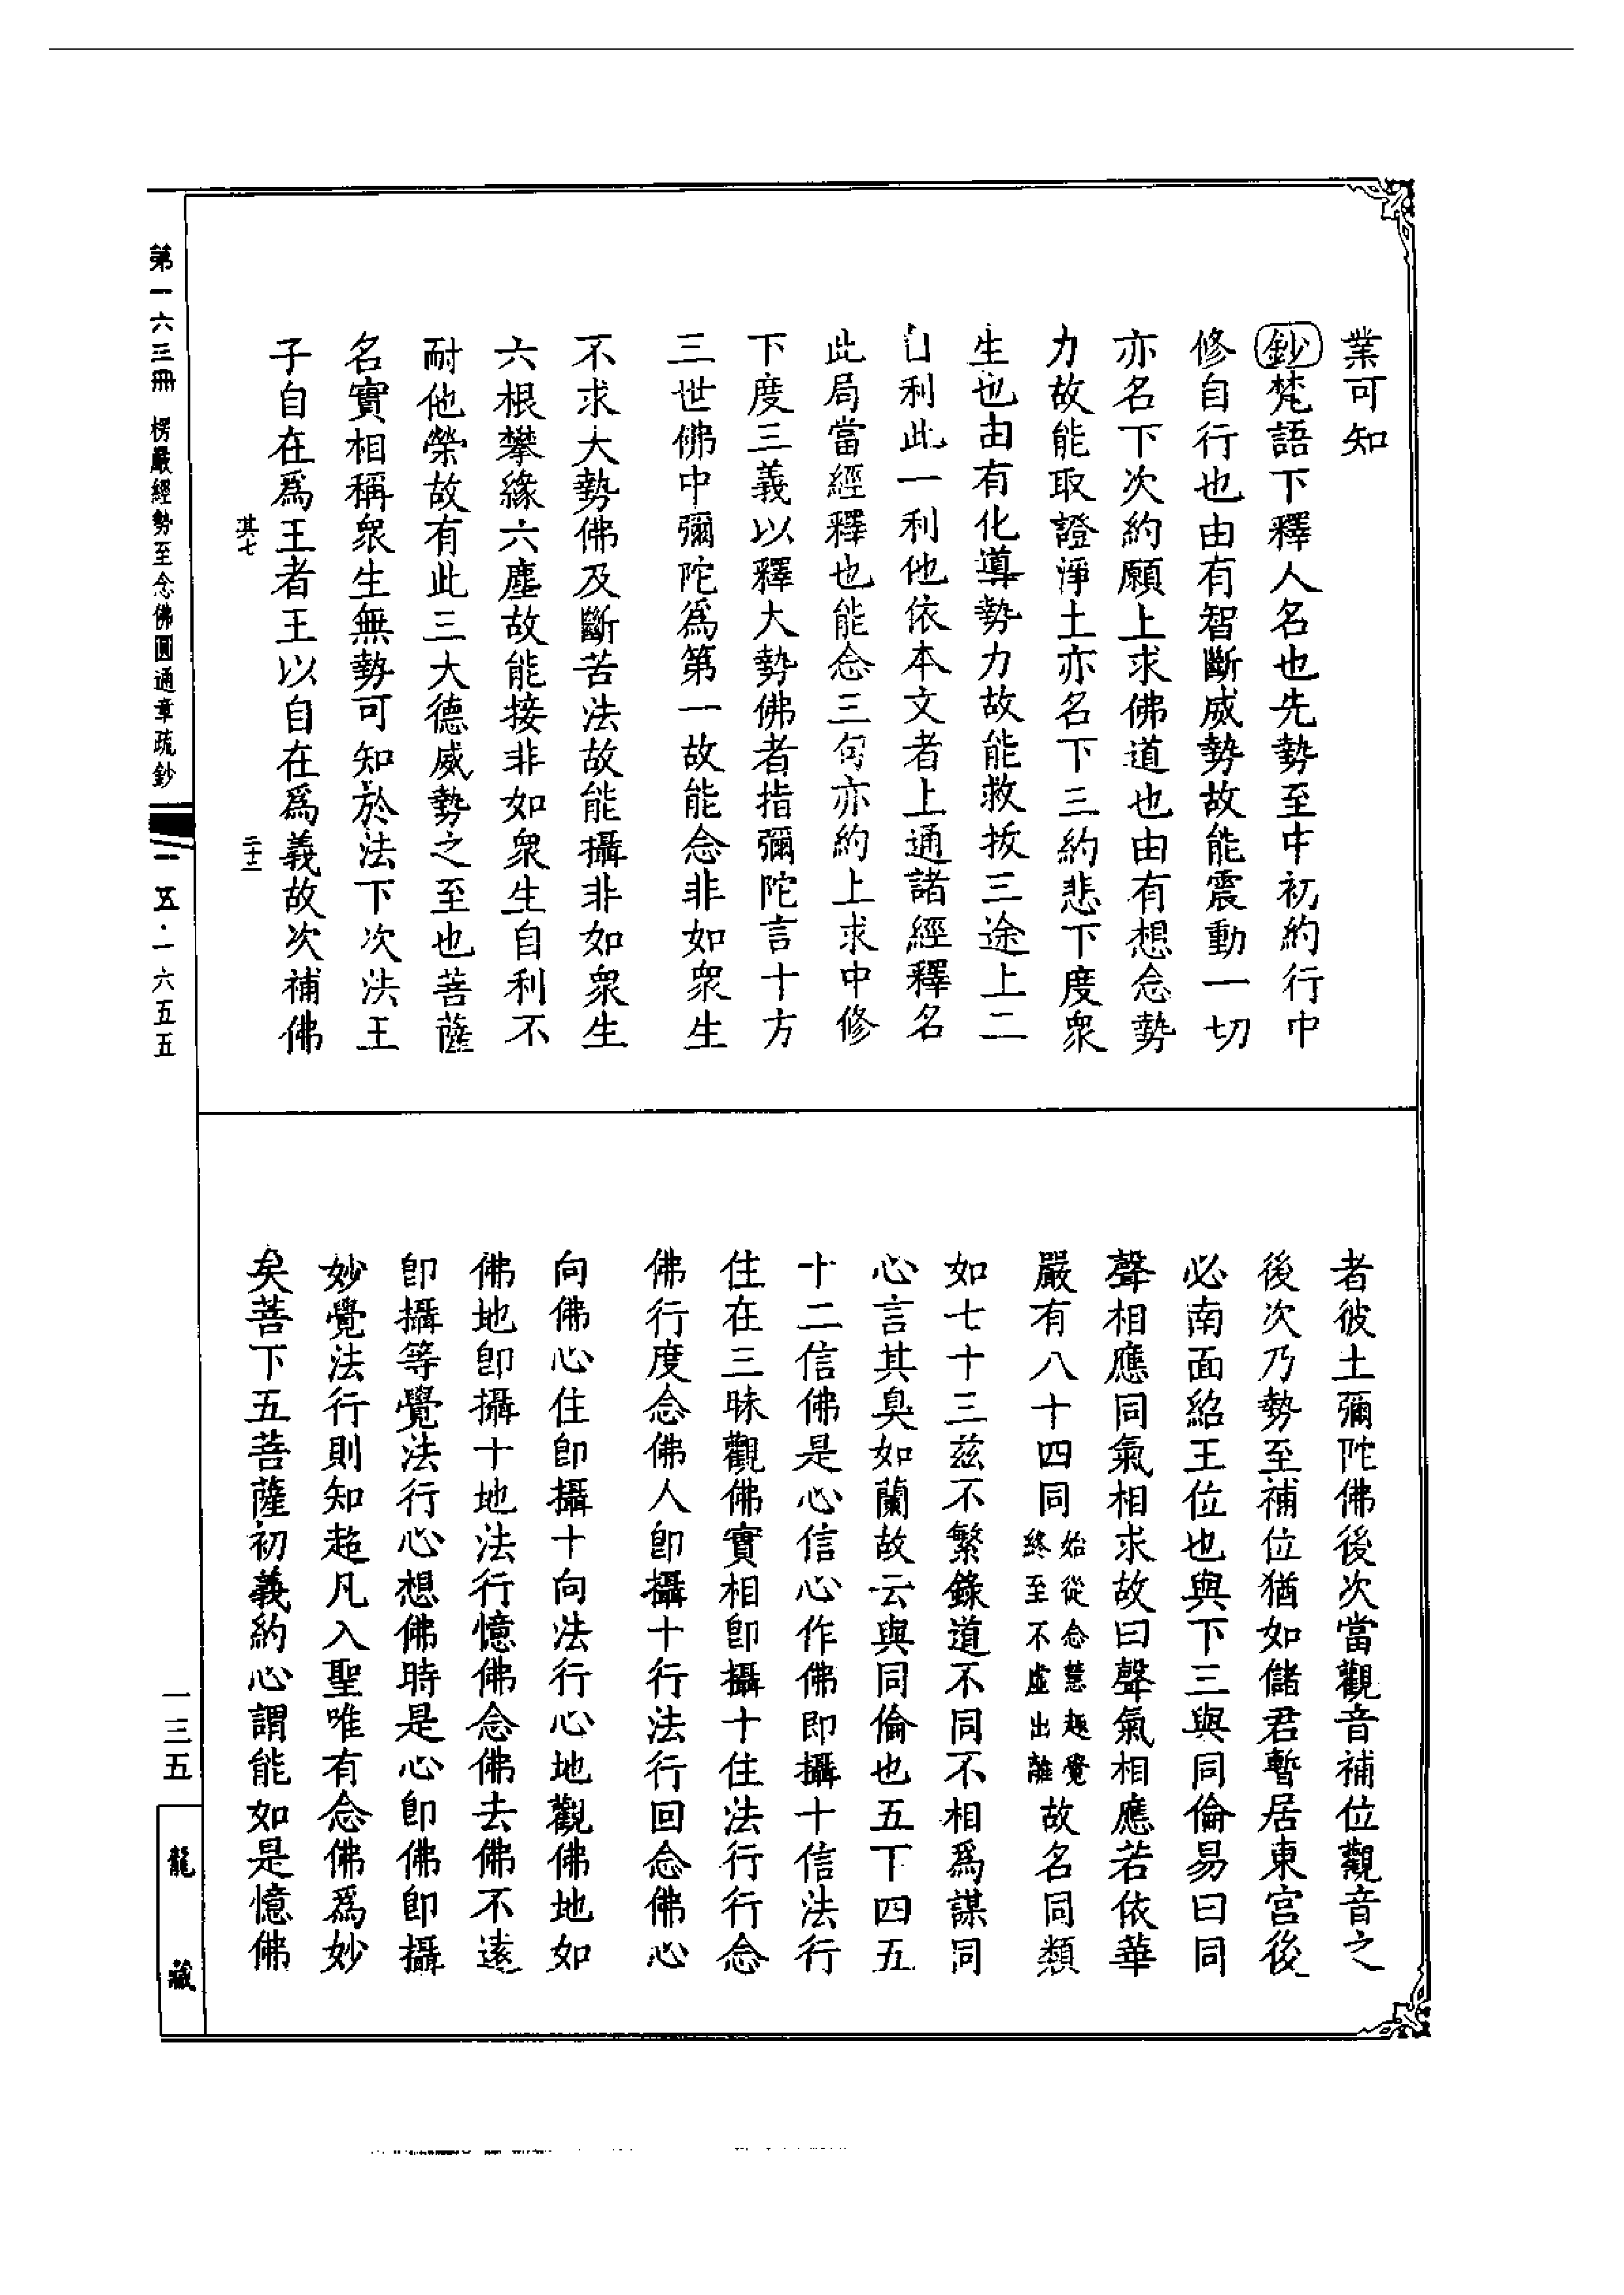 業可知
鈔梵語下釋人名也先勢至中初約行中
修自行也由有智斷威勢故能震動一切
亦名下次約願上求佛道也由有想念勢
力故能取證淨土亦名下三約悲下度衆
生也由有化導勢力故能救拔三途上二
自利此一利他依本文者上通諸經釋名
此局當經釋也能念三句亦約上求中修
下度三義以釋大勢佛者指彌陀言十方
三世佛中彌陀爲第一故能念非如衆生
不求大勢佛及斷苦法故能攝非如衆生
六根攀緣六塵故能接非如衆生自利不
耐他榮故有此三大德威勢之至也菩薩
名實相稱衆生無勢可知於法下次法王
子自在爲王者王以自在爲義故次補佛
其七
二十二
者彼土彌陀佛後次當觀音補位觀音之
後次乃勢至補位猶如儲君暫居東宮後
必南面紹王位也與下三與同倫易曰同
聲相應同氣相求故曰聲氣相應若依華
嚴有八十四同始從念慧趣覺終至不虛出離故名同類
如七十三茲不繁錄道不同不相爲謀同
心言其臭如蘭故云與同倫也五下四五
十二信佛是心信心作佛即攝十信法行
住在三昧觀佛實相即攝十住法行行念
佛行度念佛人即攝十行法行回念佛心
向佛心住即攝十向法行心地觀佛地如
佛地即攝十地法行憶佛念佛去佛不遠
即攝等覺法行心想佛時是心即佛即攝
妙覺法行則知超凡入聖唯有念佛爲妙
矣菩下五菩薩初義約心謂能如是憶佛
第一六三冊 楞嚴經勢至念佛圓通章疏鈔
一五·一六五五
一三五
龍藏